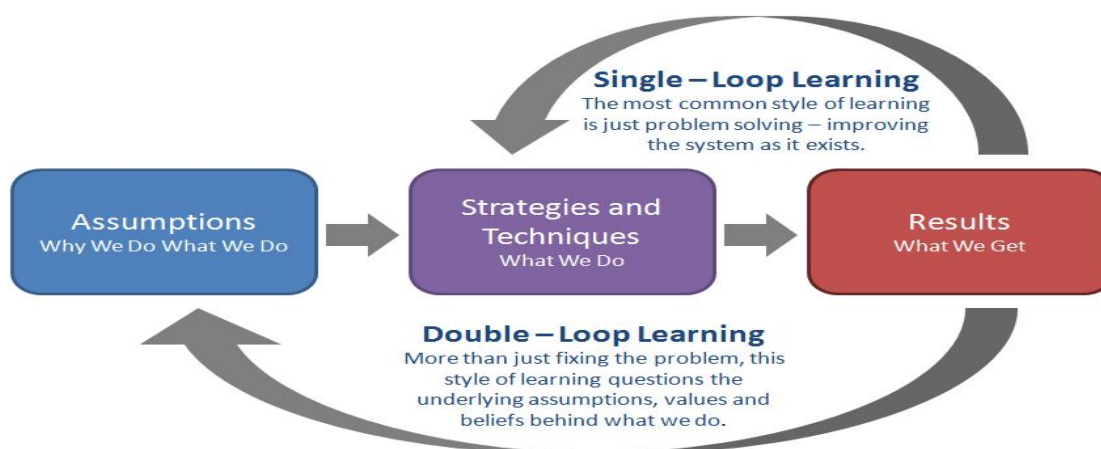 Single – Loop Learning
The most common style of learning
is just problem solving – improving
the system as it exists.
Assumptions
Why We Do What We Do
Strategies and
Techniques
What We Do
Results
What We Get
Double – Loop Learning
More than just fixing the problem, this
style of learning questions the
underlying assumptions, values and
beliefs behind what we do.